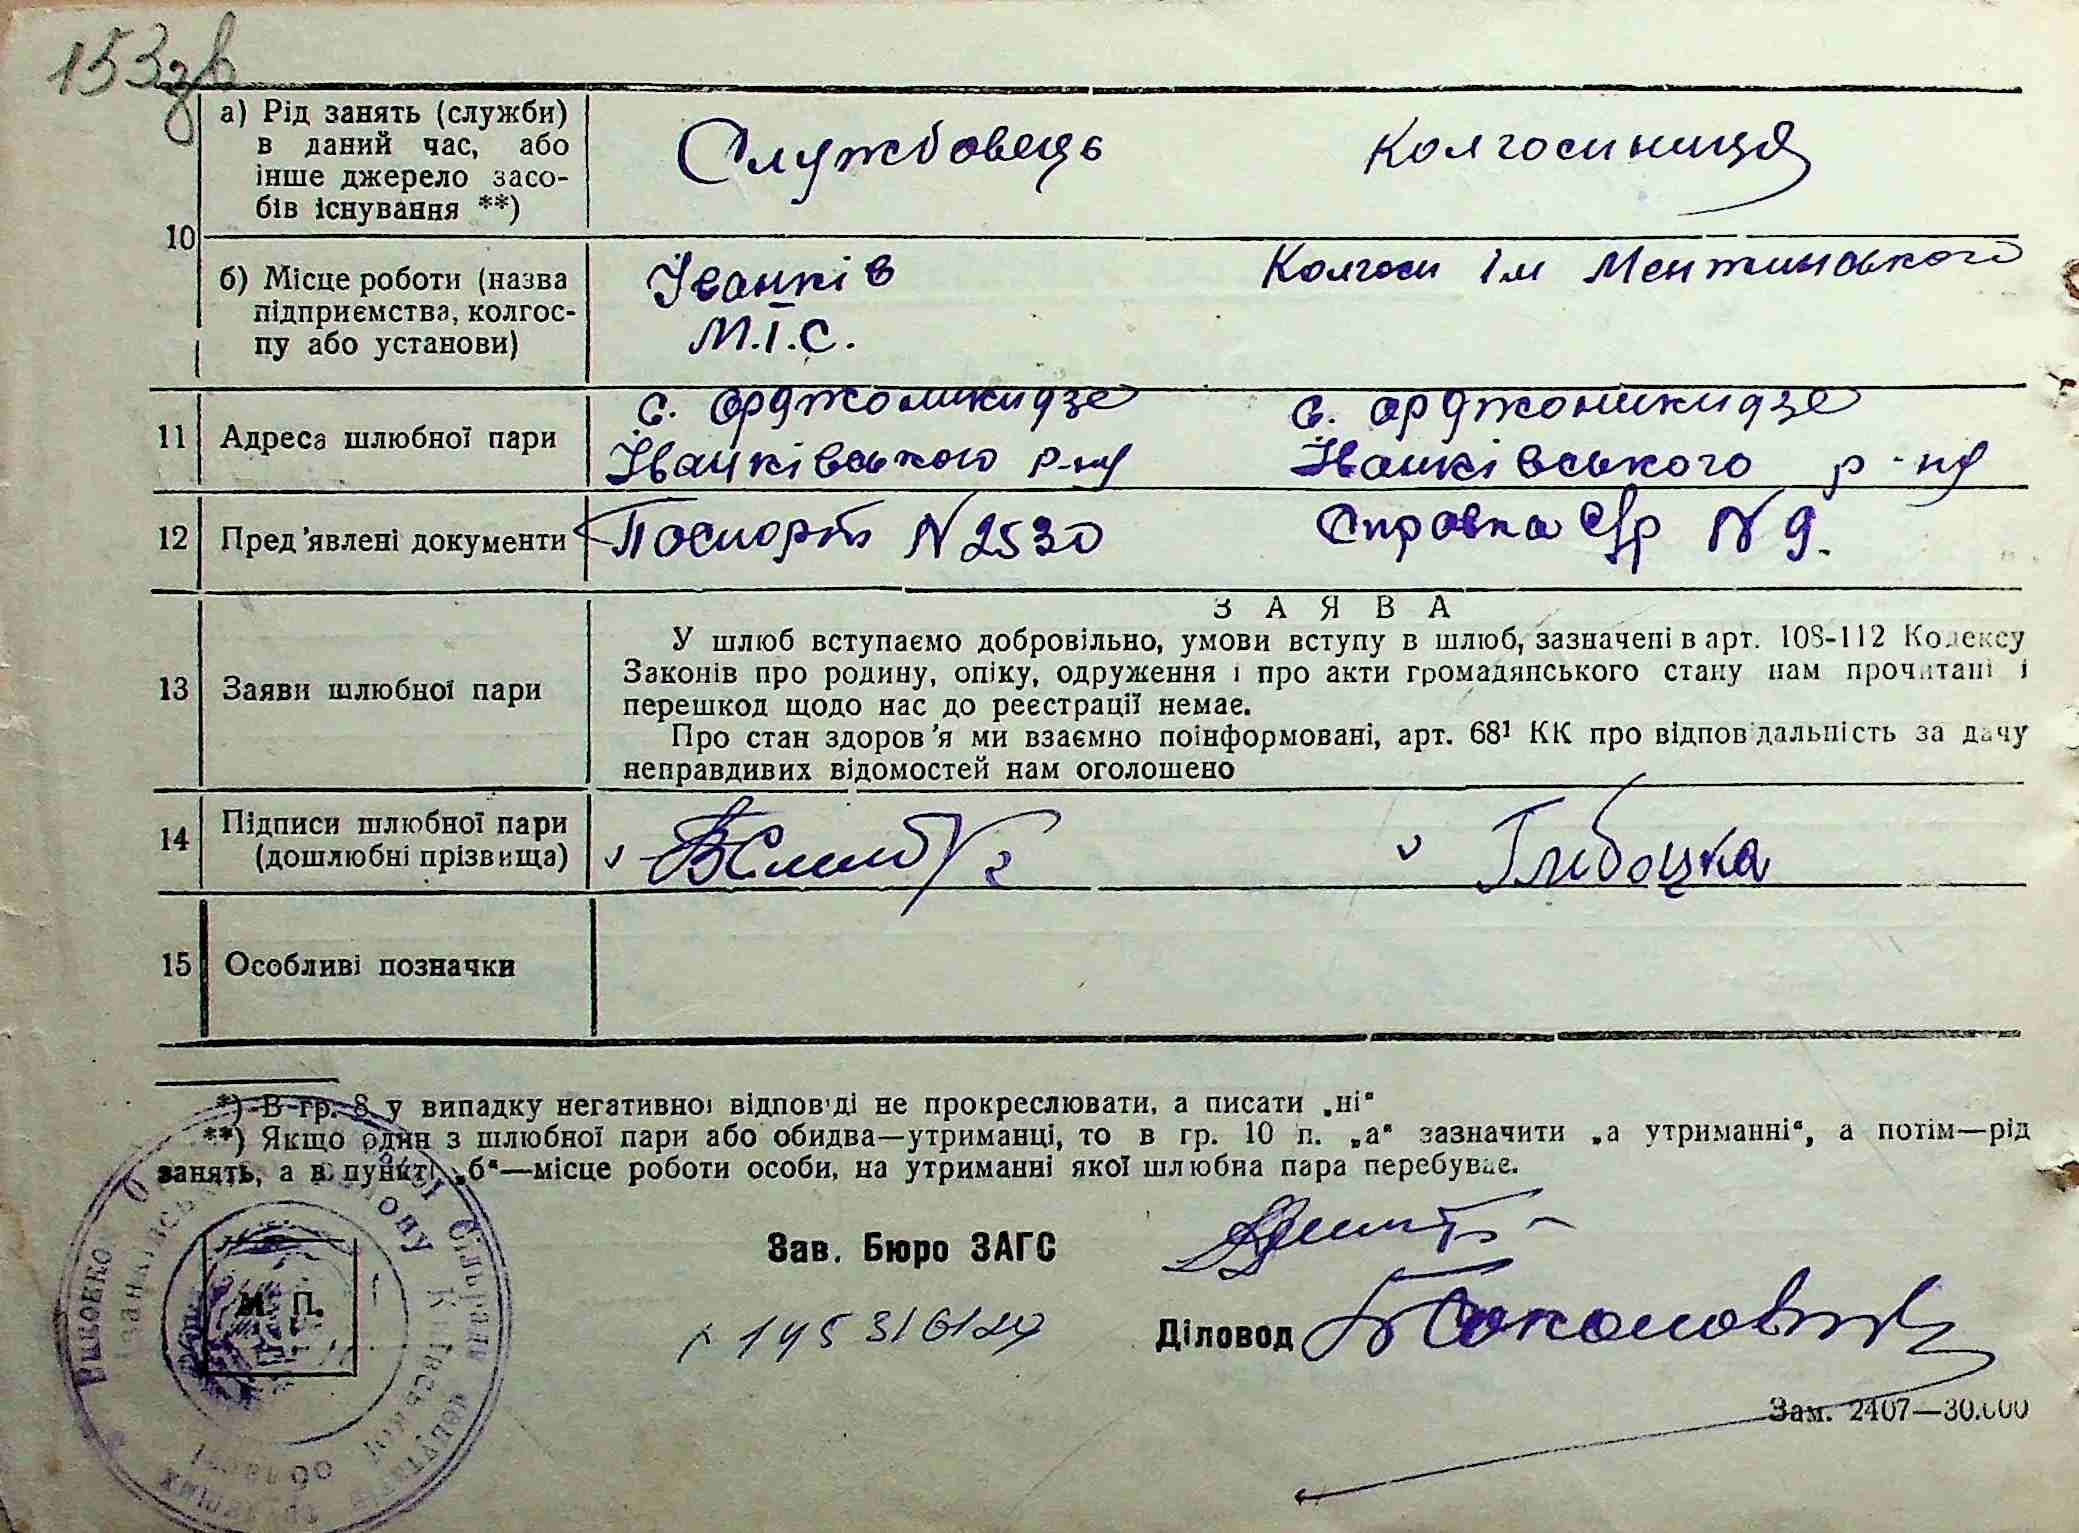 153зв
а) Рід занять (служби)
в даний час, або
інше джерело засо-
бів існування **)
Службовець
Колгоспниця
10
б) Місце роботи (назва
підприємства, колгос-
пу або установи)
Іванків
М.Т.С.
Колгосп Ім Менжинського
11
Адреса шлюбної пари
с. Орджонікидзе
Іванківського р-ну
с. Орджоникидзе
Іванківського р-ну
12
Пред'явлені документи
Поспорт N 2530
Справка с/р N 9.
13
Заяви шлюбної пари
ЗАЯВА
У шлюб вступаємо добровільно, умови вступу в шлюб, зазначені в арт. 108-112 Кодексу
Законів про родину, опіку, одруження і про акти громадянського стану нам прочитані і
перешкод щодо нас до реєстрації немає.
Про стан здоров'я ми взаємно поінформовані, арт. 68¹ КК про відповідальність за дачу
неправдивих відомостей нам оголошено
14
Підписи шлюбної пари
(дошлюбні прізвища)
Глибоцка
15
Особливі позначки
*) В гр. 8 у випадку негативної відповіді не прокреслювати, а писати „ні“
**) Якщо один з шлюбної пари або обидва—утриманці, то в гр. 10 п. „а“ зазначити „а утриманні“, а потім—рід
занять, а в пункті „б“—місце роботи особи, на утриманні якої шлюбна пара перебуває.
Зав. Бюро ЗАГС
М. П.
Діловод
Зам. 2407—30.000